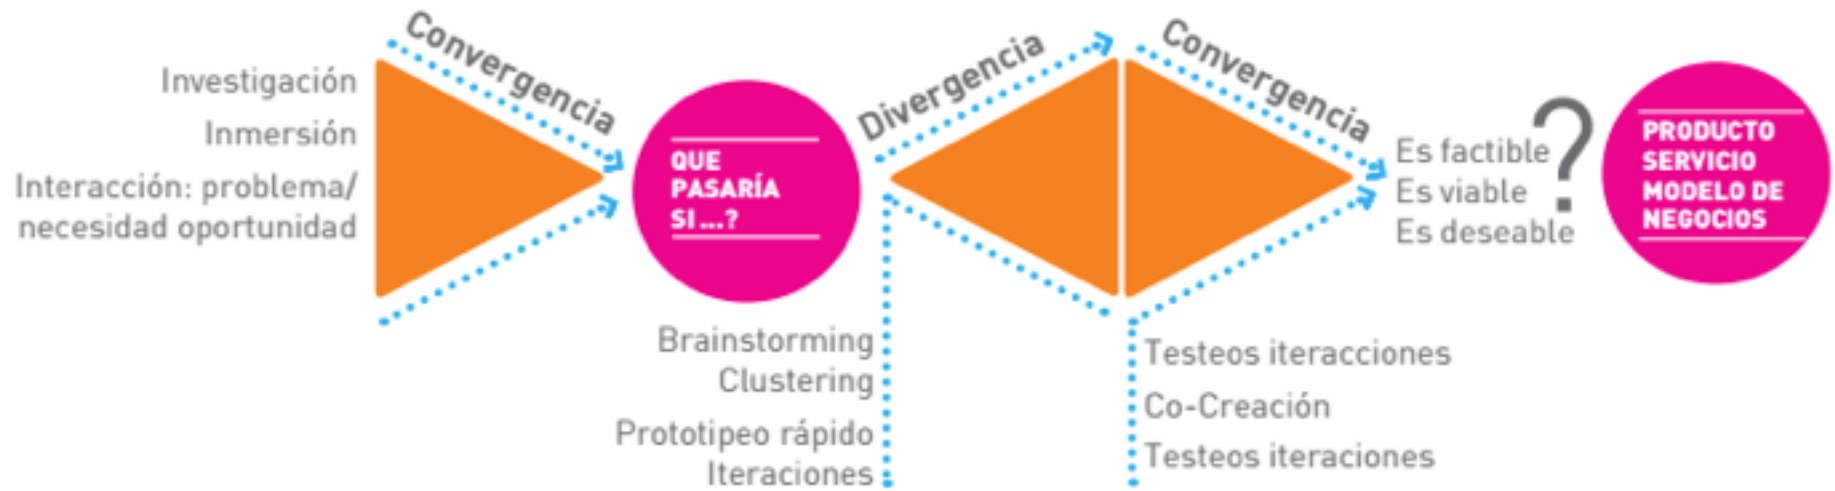 Convergencia
Investigación
Inmersión
Interacción: problema/
necesidad oportunidad
QUE
PASARÍA
SI...?
Divergencia
Brainstorming
Clustering
Prototipeo rápido
Iteraciones
Convergencia
Testeos iteracciones
Co-Creación
Testeos iteraciones
Es factible
Es viable
Es deseable
?
PRODUCTO
SERVICIO
MODELO DE
NEGOCIOS